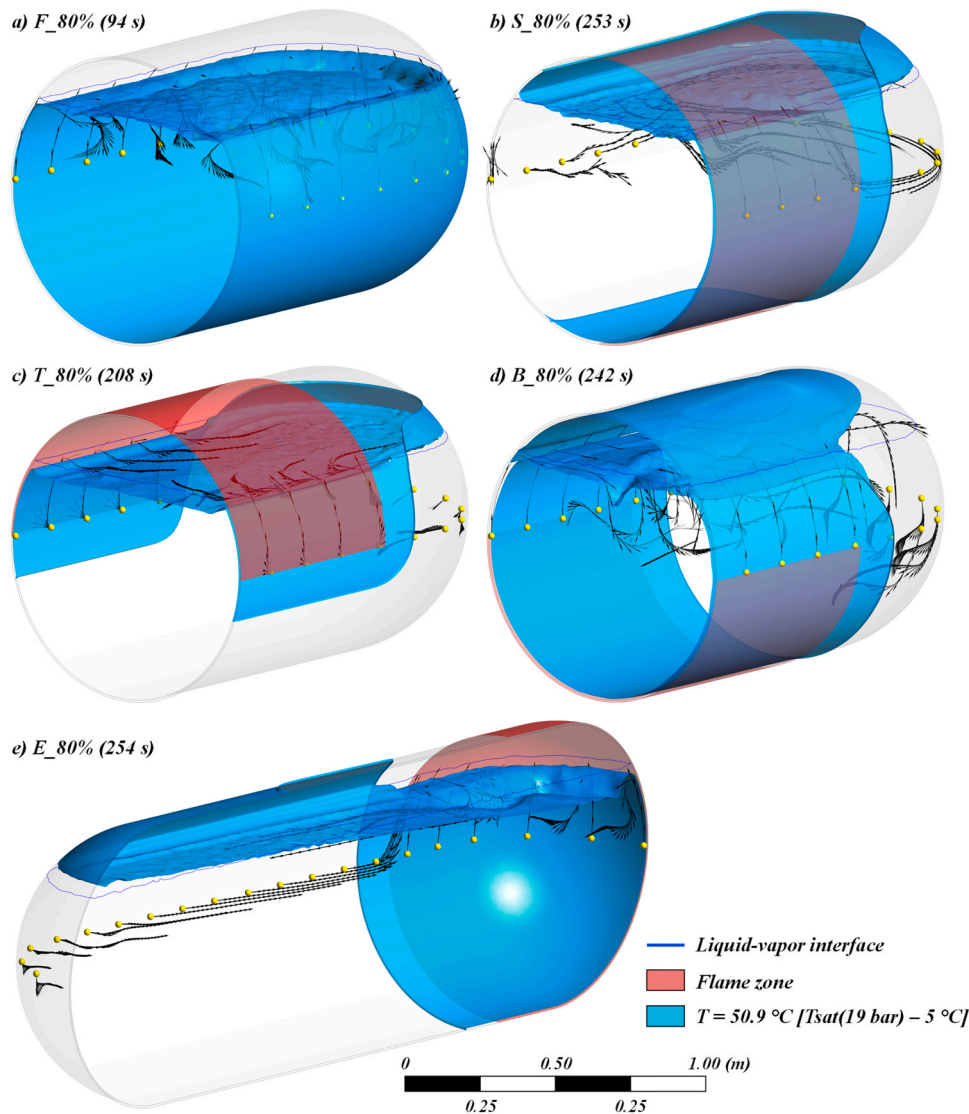 a) F_80% (94 s)
b) S_80% (253 s)
c) T_80% (208 s)
d) B_80% (242 s)
e) E_80% (254 s)
Liquid-vapor interface
Flame zone
T = 50.9 °C [Tsat(19 bar) – 5 °C]
0 0.50 1.00 (m)
0.25 0.25